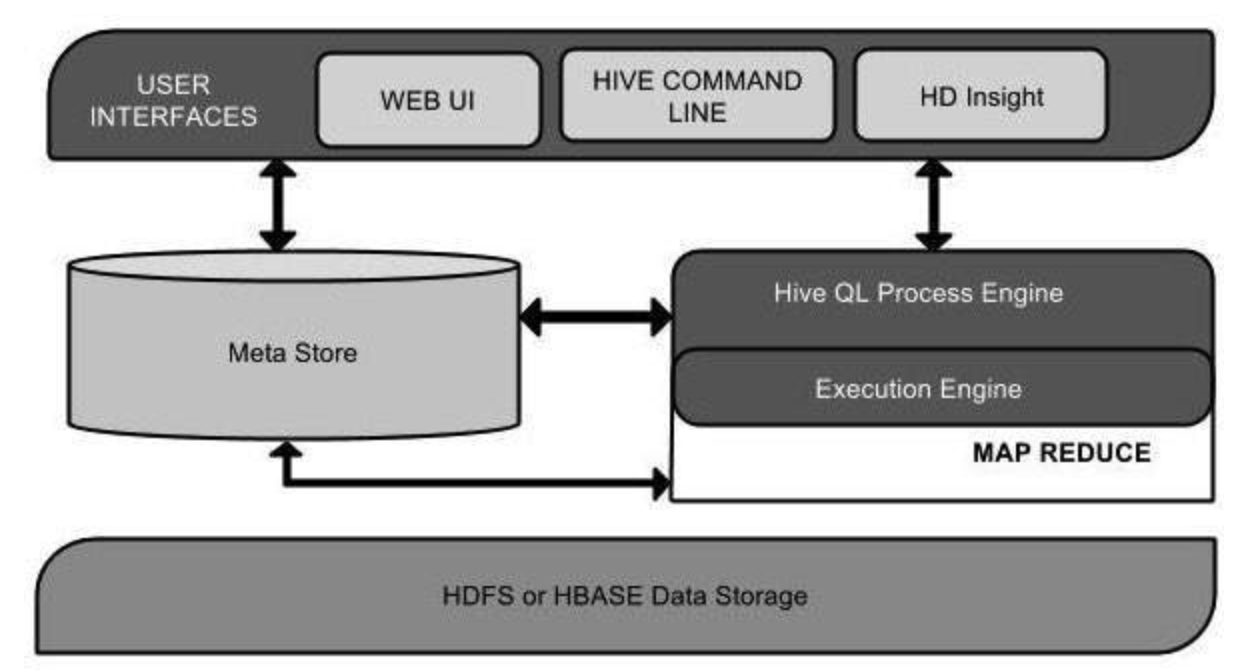 USER
INTERFACES
WEB UI
HIVE COMMAND
LINE
HD Insight
Meta Store
Hive QL Process Engine
Execution Engine
MAP REDUCE
HDFS or HBASE Data Storage